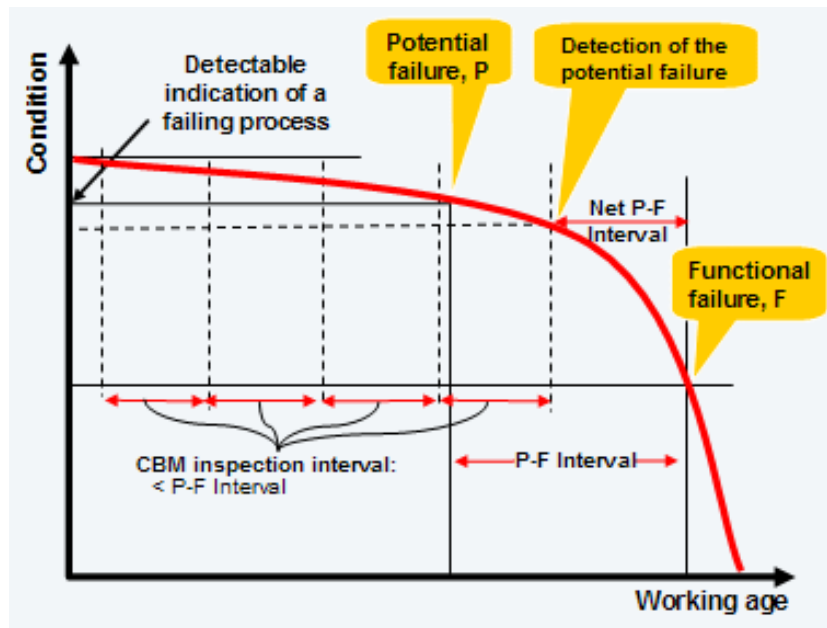 Condition
Detectable
indication of a
failing process
Potential
failure, P
Detection of the
potential failure
Net P-F
Interval
Functional
failure, F
CBM inspection interval:
< P-F Interval
P-F Interval
Working age